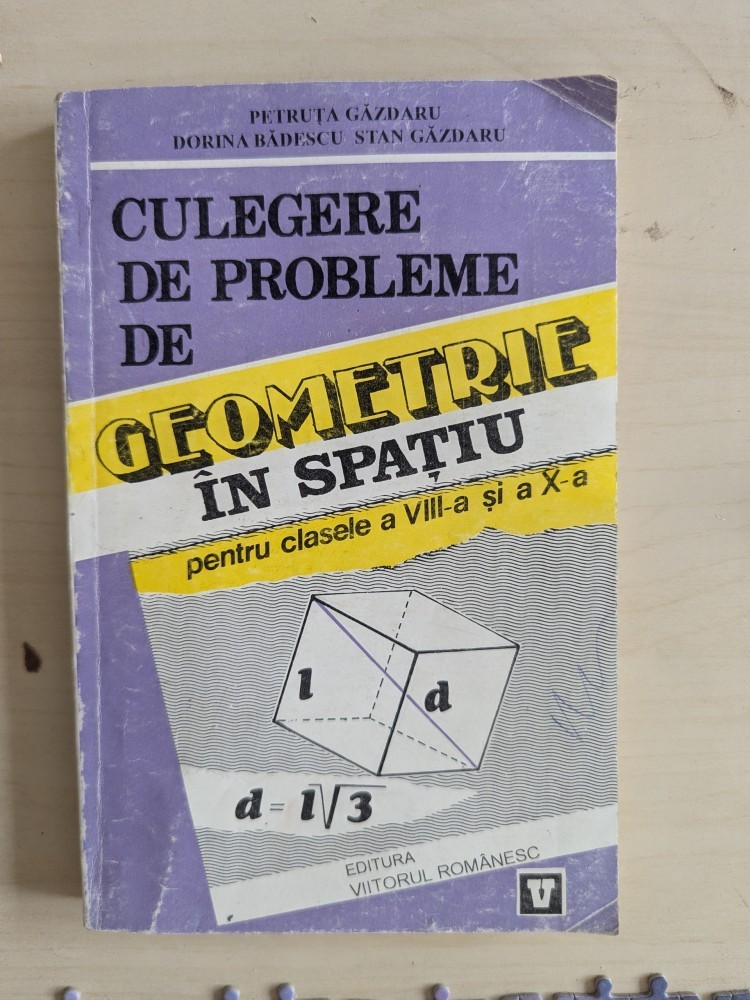 PETRUȚA GĂZDARU
DORINA BĂDESCU STAN GĂZDARU
CULEGERE
DE PROBLEME
DE
GEOMETRIE
ÎN SPAȚIU
pentru clasele a VIII-a și a X-a
l
d
d = l√3
EDITURA
VIITORUL ROMÂNESC
V